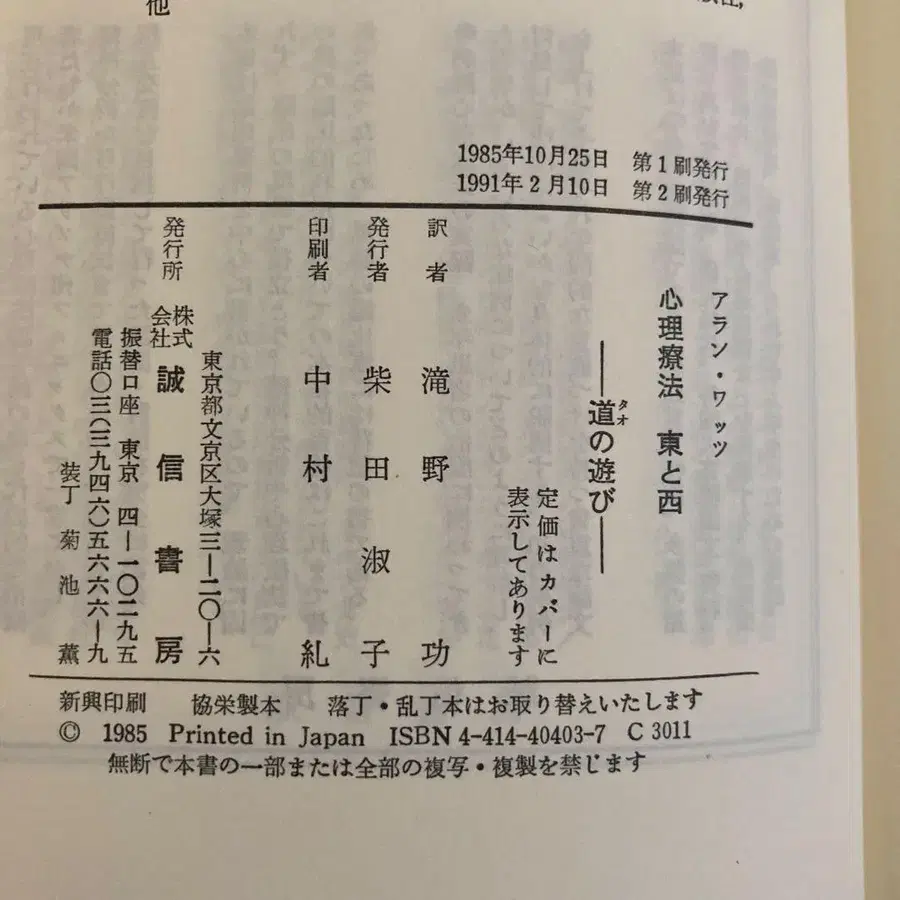 他
1985年10月25日　第1刷発行
1991年2月10日　第2刷発行
アラン・ワッツ
心理療法　東と西
――道の遊び――
タオ
定価はカバーに
表示してあります
訳者　滝野　功
発行者　柴田淑子
印刷者　中村　糺
東京都文京区大塚三―二〇―六
発行所　株式会社　誠信書房
振替口座　東京　四―一〇二九五
電話〇三(三九四六)五六六六―九
装丁　菊池　薫
新興印刷　協栄製本　落丁・乱丁本はお取り替えいたします
© 1985　Printed in Japan　ISBN4-414-40403-7　C 3011
無断で本書の一部または全部の複写・複製を禁じます